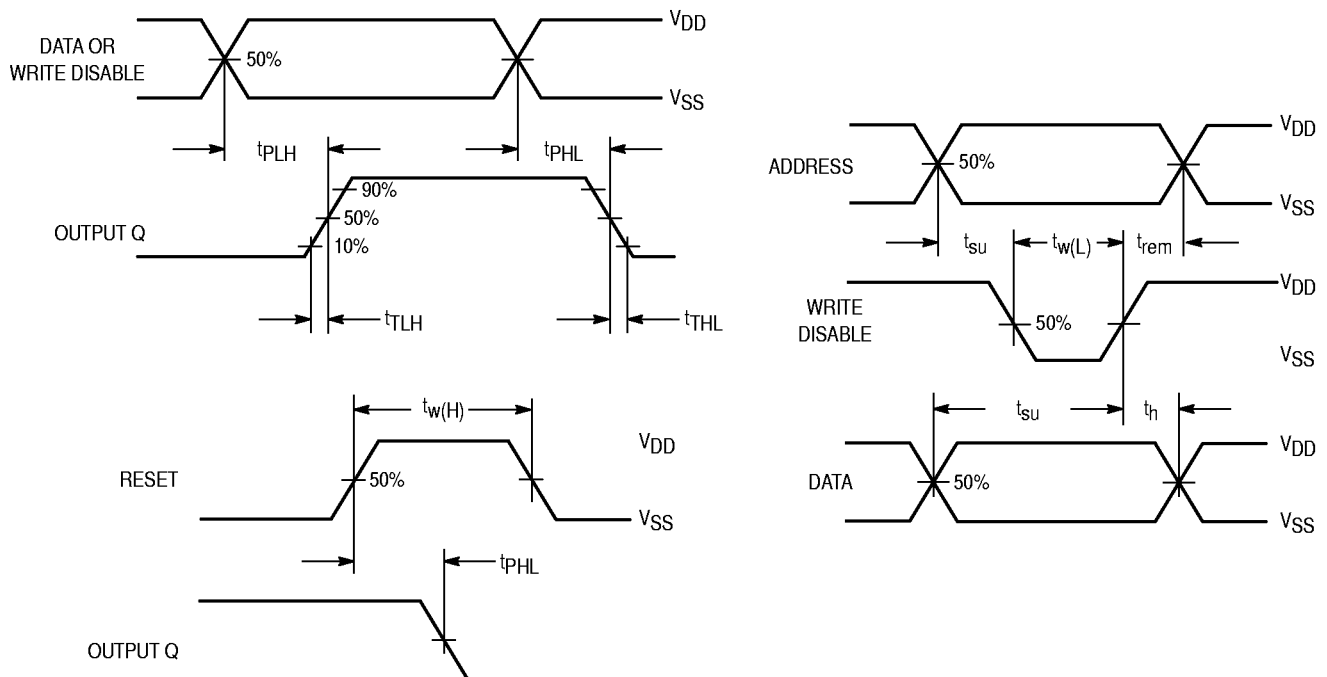 DATA OR
WRITE DISABLE
50%
VDD
VSS
tPLH
tPHL
OUTPUT Q
90%
50%
10%
tTLH
tTHL
tw(H)
RESET
50%
VDD
VSS
tPHL
OUTPUT Q
ADDRESS
50%
VDD
VSS
tsu
tw(L)
trem
WRITE
DISABLE
50%
VDD
VSS
tsu
th
DATA
50%
VDD
VSS